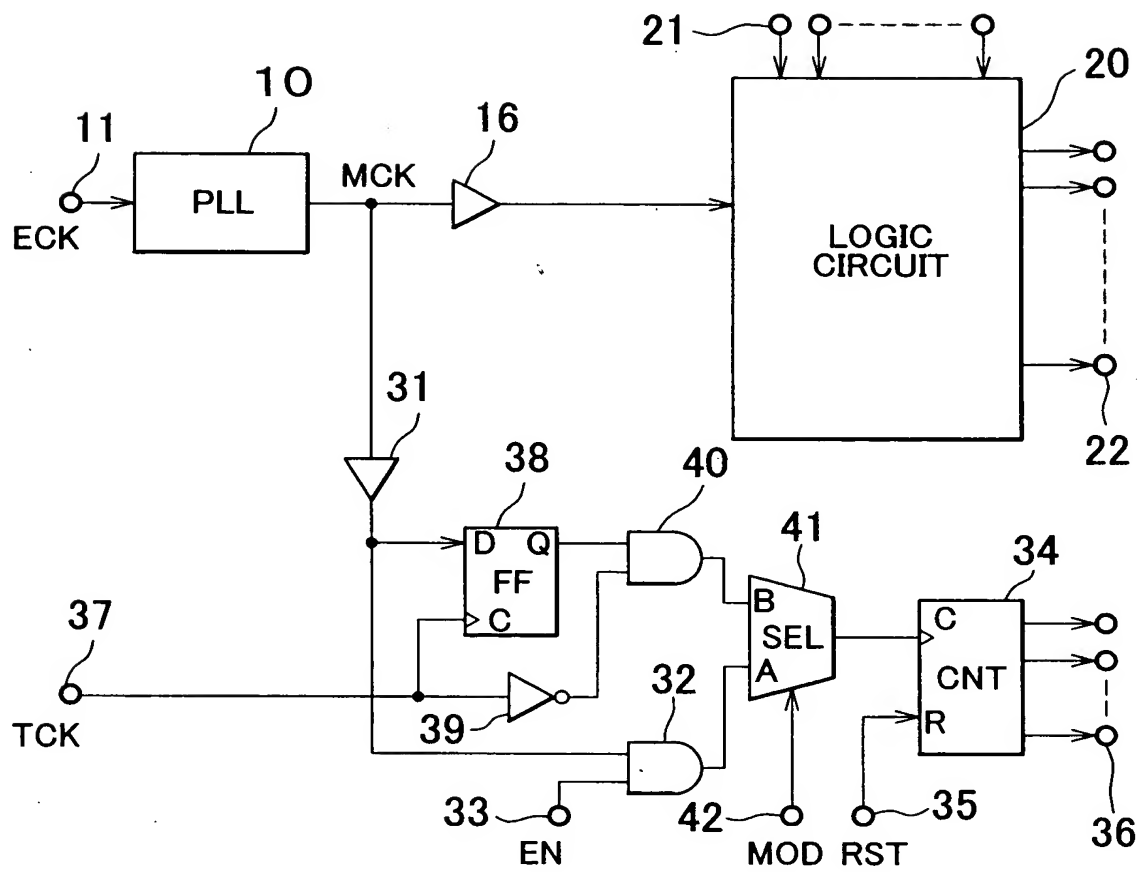 21
20
10
11
16
MCK
PLL
ECK
LOGIC
CIRCUIT
31
22
38
40
41
34
D Q
FF
C
B
SEL
A
C
CNT
R
37
TCK
39
32
33
EN
42
MOD
35
RST
36